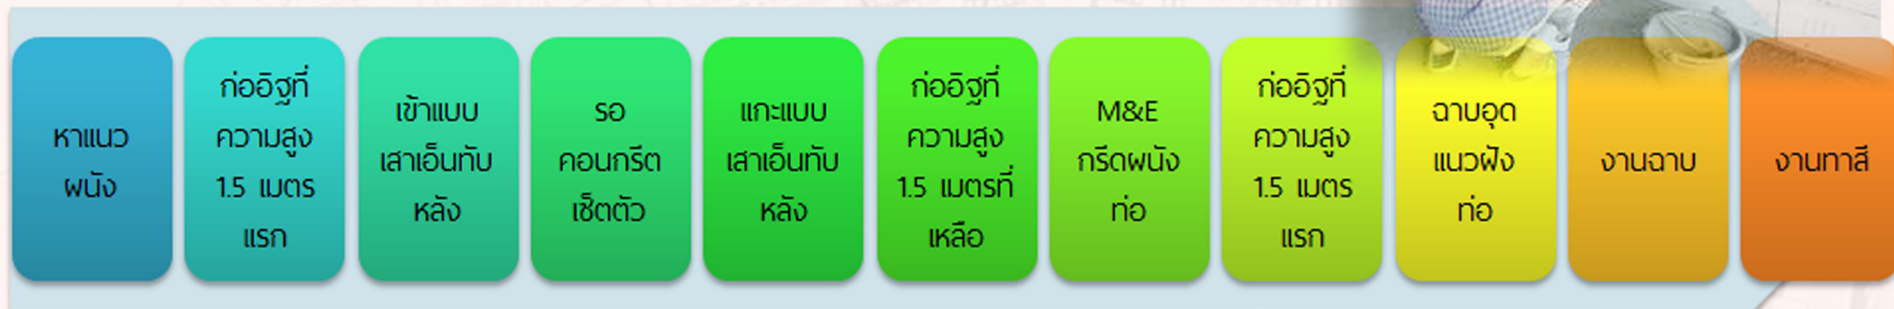 หาแนว
ผนัง
ก่ออิฐที่
ความสูง
1.5 เมตร
แรก
เข้าแบบ
เสาเอ็นทับ
หลัง
รอ
คอนกรีต
เซ็ตตัว
แกะแบบ
เสาเอ็นทับ
หลัง
ก่ออิฐที่
ความสูง
1.5 เมตรที่
เหลือ
M&E
กรีดผนัง
ท่อ
ก่ออิฐที่
ความสูง
1.5 เมตร
แรก
ฉาบอุด
แนวฝัง
ท่อ
งานฉาบ
งานทาสี